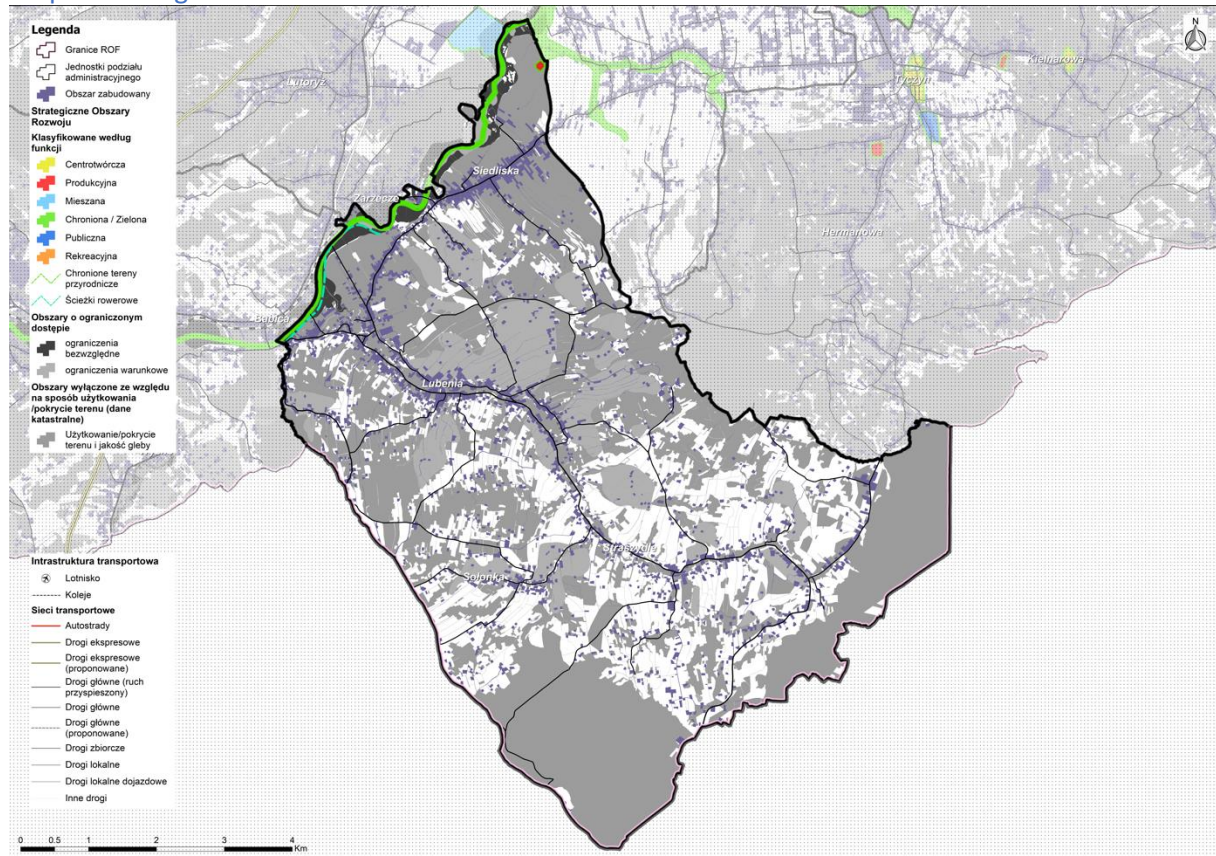 Legenda
Granice ROF
Jednostki podziału
administracyjnego
Obszar zabudowany
Strategiczne Obszary
Rozwoju
Klasyfikowane według
funkcji
Centrotwórcza
Produkcyjna
Mieszana
Chroniona / Zielona
Publiczna
Rekreacyjna
Chronione tereny
przyrodnicze
Ścieżki rowerowe
Obszary o ograniczonym
dostępie
ograniczenia
bezwzględne
ograniczenia warunkowe
Obszary wyłączone ze względu
na sposób użytkowania
/pokrycie terenu (dane
/katastralne)
Użytkowanie/pokrycie
terenu i jakość gleby
Intrastruktura transportowa
Lotnisko
Koleje
Sieci transportowe
Autostrady
Drogi ekspresowe
Drogi ekspresowe
(proponowane)
Drogi główne (ruch
przyspieszony)
Drogi główne
Drogi główne
(proponowane)
Drogi zbiorcze
Drogi lokalne
Drogi lokalne dojazdowe
Inne drogi
0 0.5 1 2 3 4
Km
N
Lutoryż
Tyczyn
Kielnarowa
Siedliska
Zarzecze
Hermanowa
Babica
Lubenia
Straszydle
Sołonka